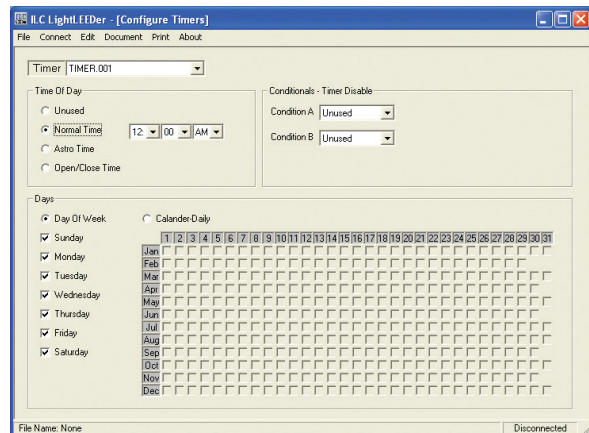 ILC LightLEEDer - [Configure Timers]
File Connect Edit Document Print About
Timer TIMER.001
Time Of Day
Unused
Normal Time 12: 00 AM
Astro Time
Open/Close Time
Conditionals - Timer Disable
Condition A Unused
Condition B Unused
Days
Day Of Week Calander-Daily
Sunday
Monday
Tuesday
Wednesday
Thursday
Friday
Saturday
1 2 3 4 5 6 7 8 9 10 11 12 13 14 15 16 17 18 19 20 21 22 23 24 25 26 27 28 29 30 31
Jan
Feb
Mar
Apr
May
Jun
Jul
Aug
Sep
Oct
Nov
Dec
File Name: None Disconnected